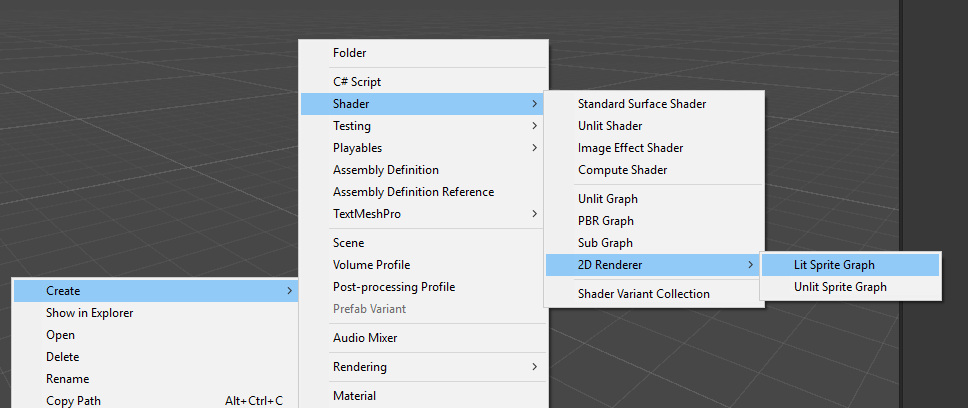 Folder
C# Script
Shader
Testing
Playables
Assembly Definition
Assembly Definition Reference
TextMeshPro
Scene
Volume Profile
Post-processing Profile
Prefab Variant
Audio Mixer
Rendering
Material
Standard Surface Shader
Unlit Shader
Image Effect Shader
Compute Shader
Unlit Graph
PBR Graph
Sub Graph
2D Renderer
Shader Variant Collection
Lit Sprite Graph
Unlit Sprite Graph
Create
Show in Explorer
Open
Delete
Rename
Copy Path Alt+Ctrl+C